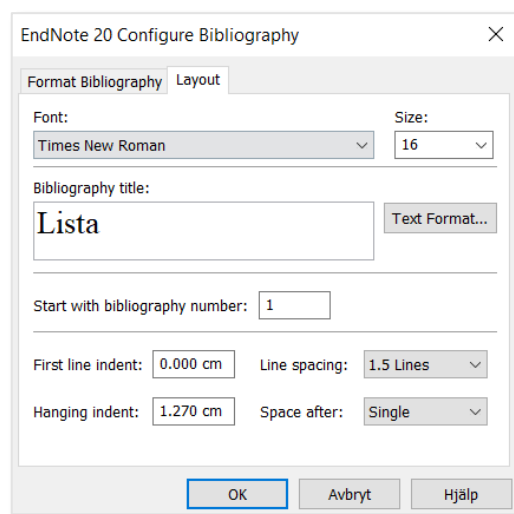 EndNote 20 Configure Bibliography
Format Bibliography Layout
Font: Size:
Times New Roman 16
Bibliography title:
Lista Text Format...
Start with bibliography number: 1
First line indent: 0.000 cm Line spacing: 1.5 Lines
Hanging indent: 1.270 cm Space after: Single
OK Avbryt Hjälp